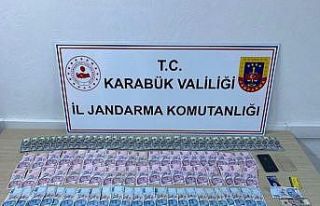 T.C.
KARABÜK VALİLİĞİ
İL JANDARMA KOMUTANLIĞI